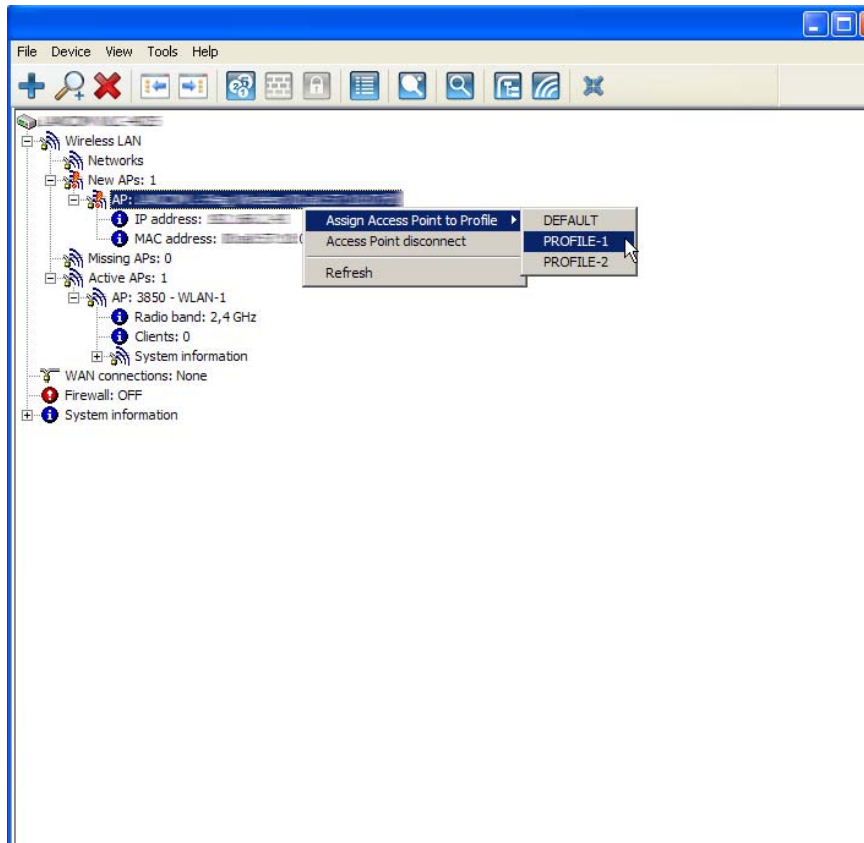 File Device View Tools Help
Wireless LAN
Networks
New APs: 1
AP:
IP address:
MAC address:
Assign Access Point to Profile
DEFAULT
Access Point disconnect
PROFILE-1
Refresh
PROFILE-2
Missing APs: 0
Active APs: 1
AP: 3850 - WLAN-1
Radio band: 2,4 GHz
Clients: 0
System information
WAN connections: None
Firewall: OFF
System information